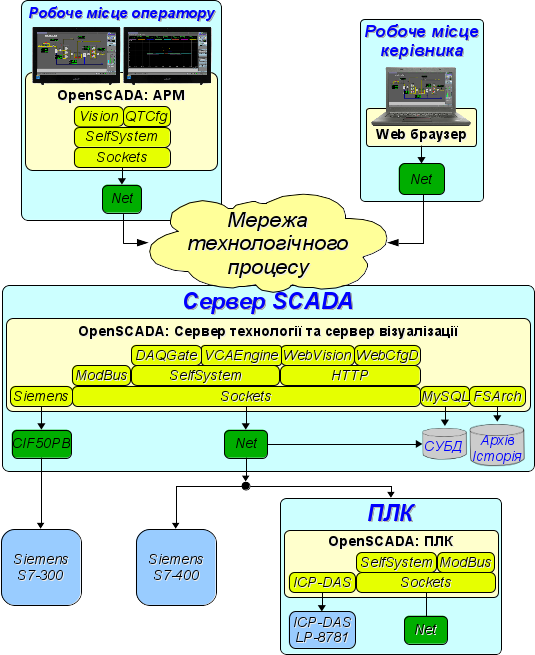 Робоче місце оператору
OpenSCADA: АРМ
Vision QTCfg
SelfSystem
Sockets
Net
Робоче місце
керівника
Web браузер
Net
Мережа
технологічного
процесу
Сервер SCADA
OpenSCADA: Сервер технології та сервер візуалізації
DAQGate VCAEngine WebVision WebCfgD
ModBus SelfSystem HTTP
Siemens Sockets MySQL FSArch
CIF50PB Net СУБД Архів
Історія
Siemens
S7-300
Siemens
S7-400
ПЛК
OpenSCADA: ПЛК
SelfSystem ModBus
ICP-DAS Sockets
ICP-DAS
LP-8781
Net